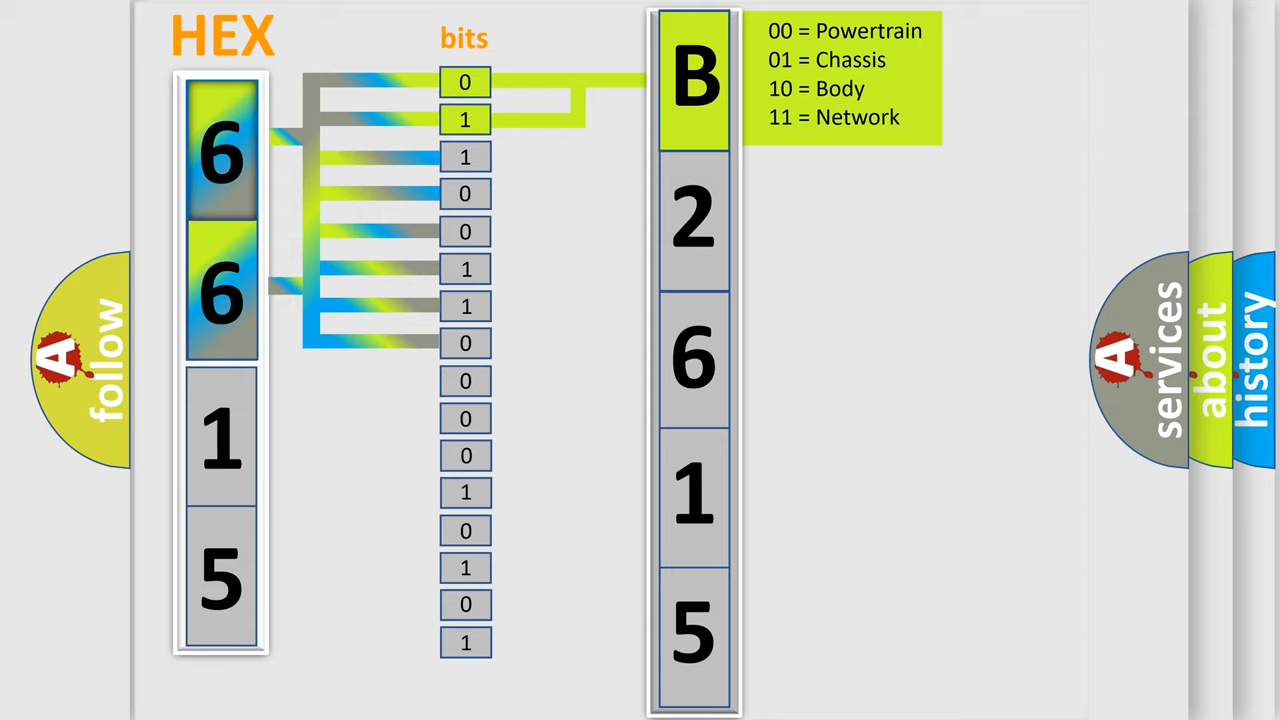 HEX
6
6
1
5
bits
0
1
1
0
0
1
1
0
0
0
0
1
0
1
0
1
B
2
6
1
5
00 = Powertrain
01 = Chassis
10 = Body
11 = Network
A
follow
A
services
about
history